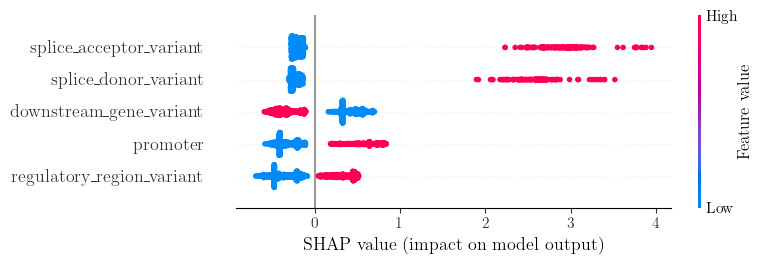 High
splice_acceptor_variant
splice_donor_variant
downstream_gene_variant
promoter
regulatory_region_variant
Feature value
Low
0 1 2 3 4
SHAP value (impact on model output)